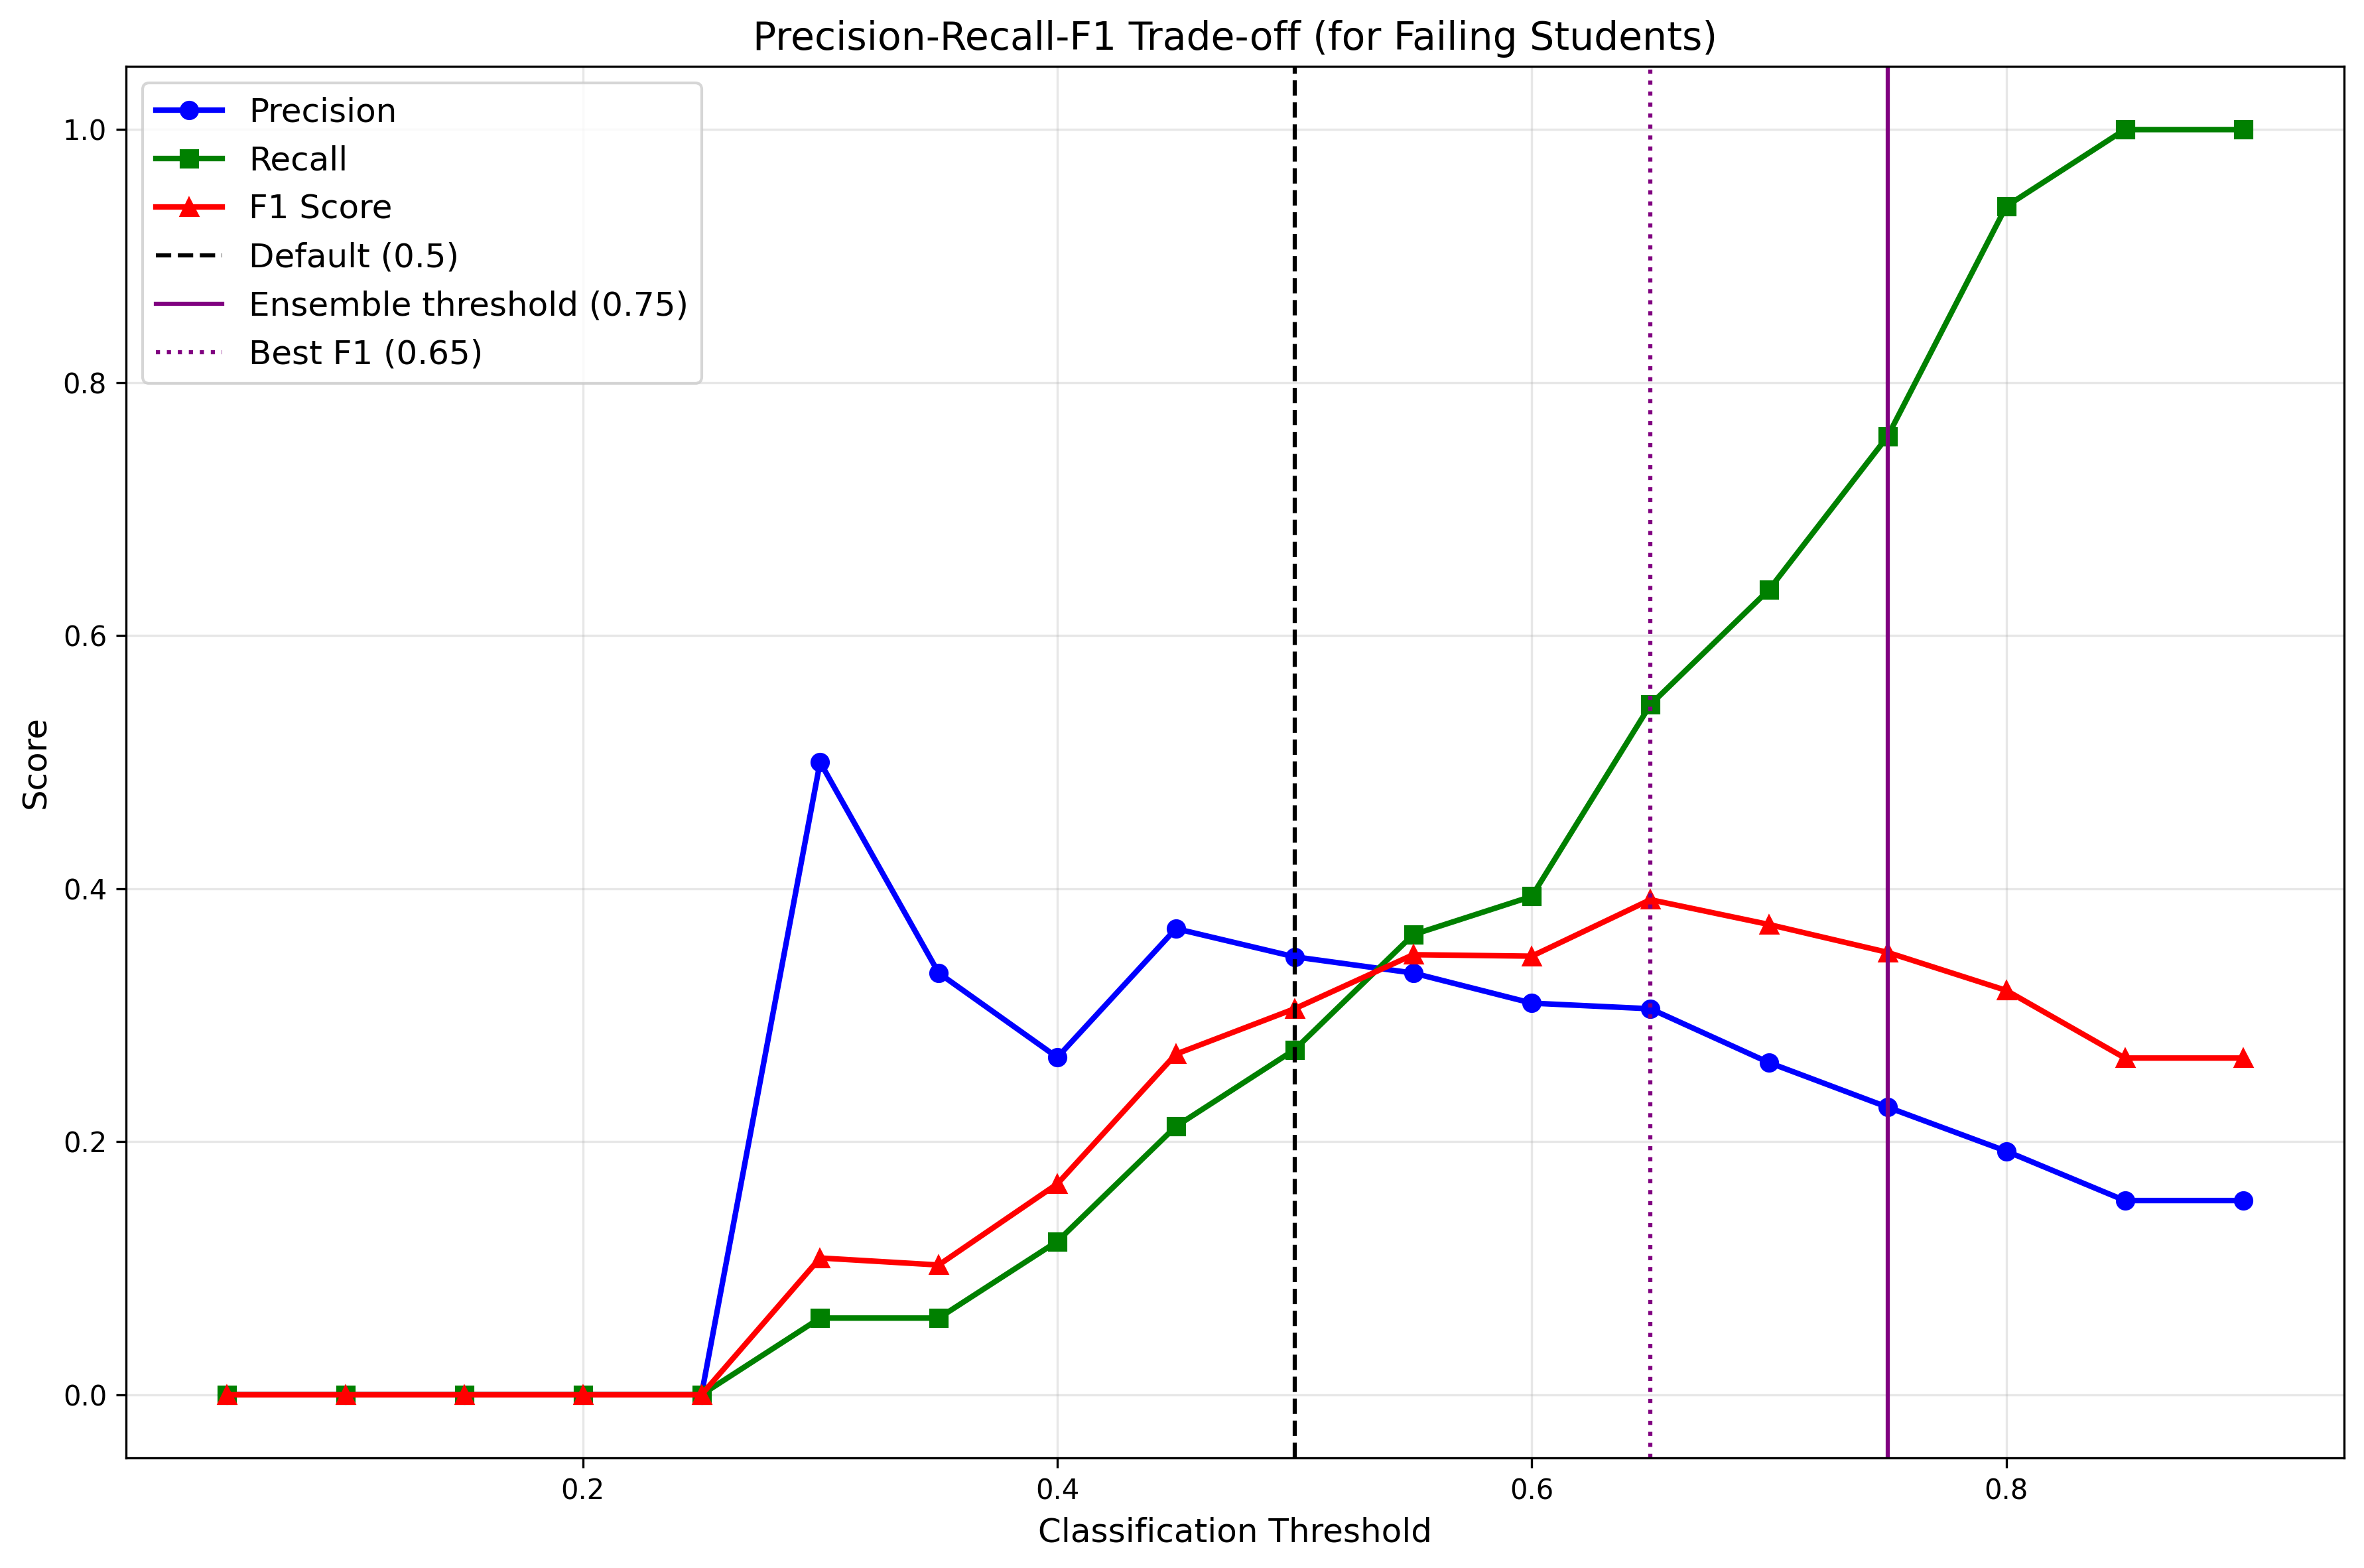 Precision-Recall-F1 Trade-off (for Failing Students)
Precision
Recall
F1 Score
Default (0.5)
Ensemble threshold (0.75)
Best F1 (0.65)
1.0
0.8
0.6
0.4
0.2
0.0
Score
0.2 0.4 0.6 0.8
Classification Threshold